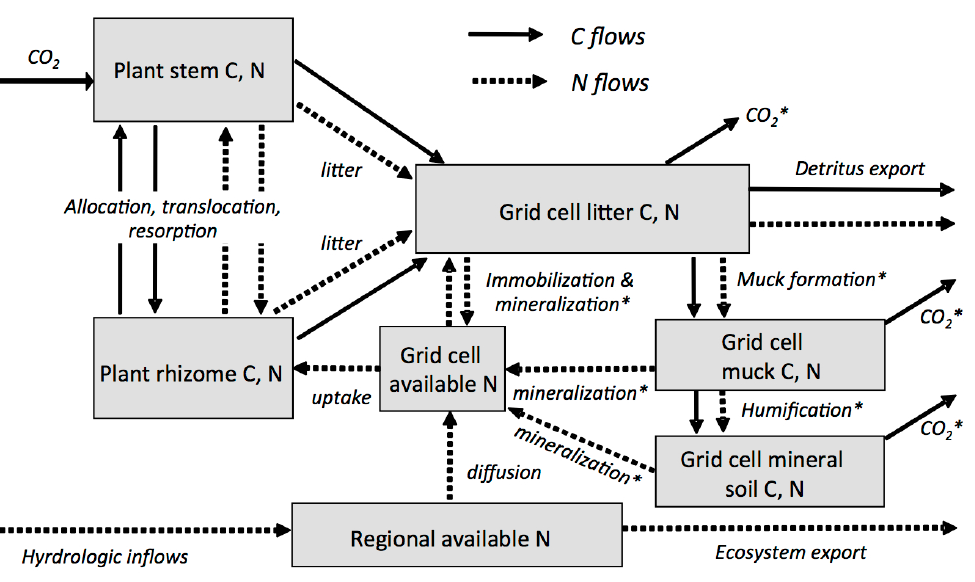 C flows
N flows
CO2
Plant stem C, N
CO2*
litter
Detritus export
Grid cell litter C, N
Allocation, translocation,
resorption
litter
Immobilization &
mineralization*
Muck formation*
CO2*
Grid cell
muck C, N
Grid cell
available N
Plant rhizome C, N
uptake
mineralization*
Humification*
CO2*
mineralization*
Grid cell mineral
soil C, N
diffusion
Regional available N
Hyrdrologic inflows
Ecosystem export